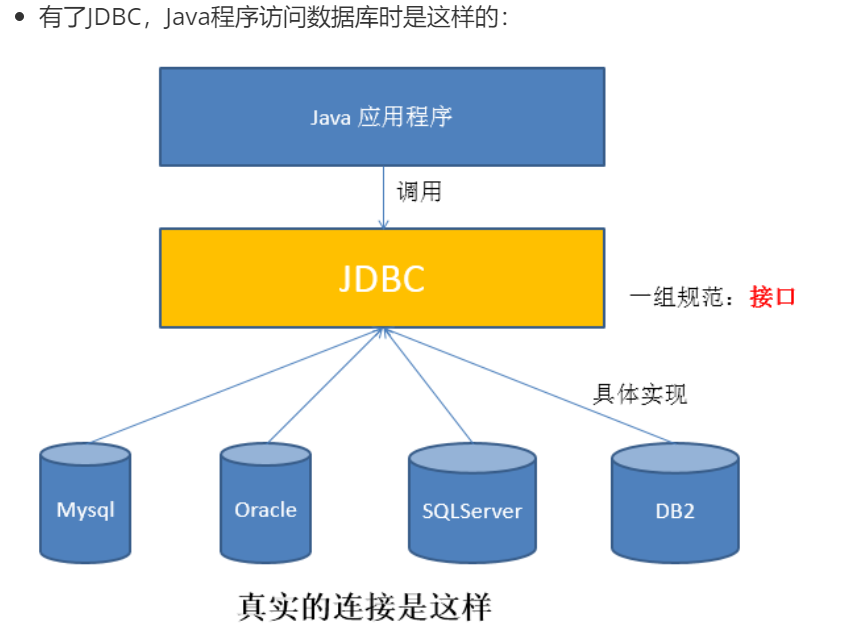 有了JDBC，Java程序访问数据库时是这样的：
Java 应用程序
调用
JDBC
一组规范：接口
具体实现
Mysql
Oracle
SQLServer
DB2
真实的连接是这样